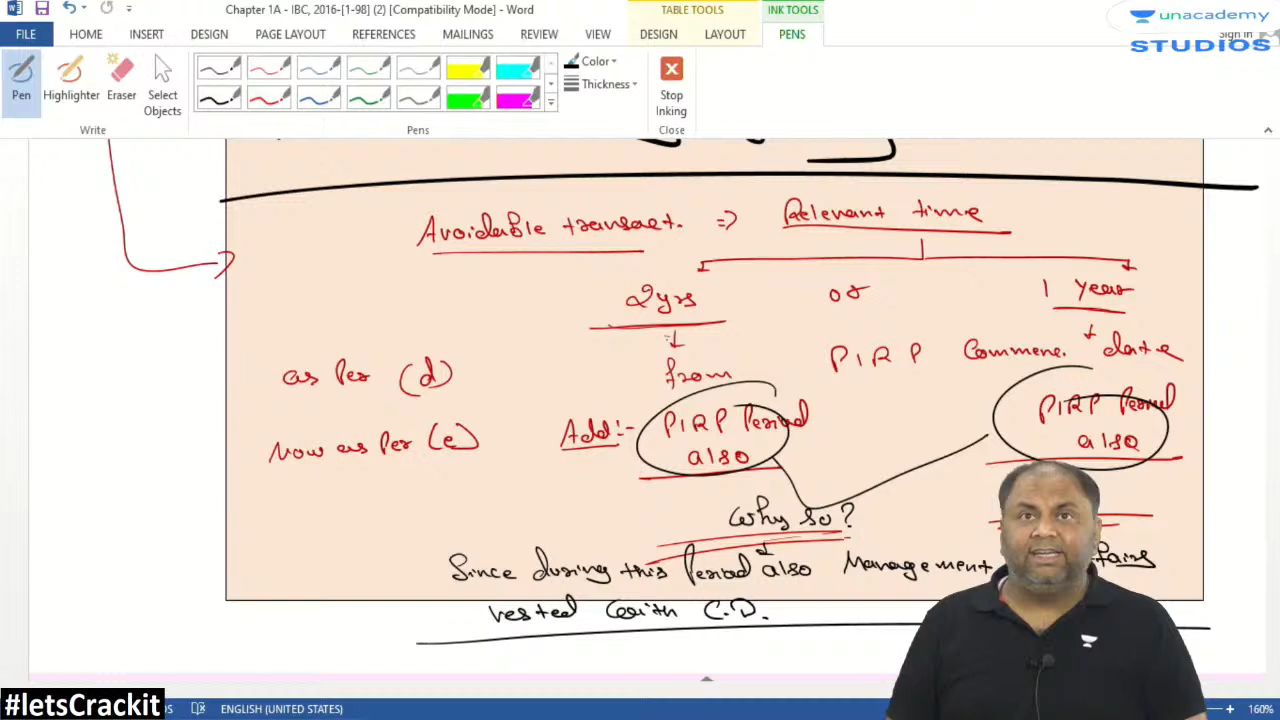 Chapter 1A - IBC, 2016-[1-98] (2) [Compatibility Mode] - Word
TABLE TOOLS
INK TOOLS
unacademy
STUDIOS
Sign in
FILE HOME INSERT DESIGN PAGE LAYOUT REFERENCES MAILINGS REVIEW VIEW DESIGN LAYOUT PENS
Pen Highlighter Eraser Select Objects
Color
Thickness
Stop Inking
Write Pens Close
Avoidable transact. => Relevant time
2yrs or 1 year
from PIRP Commenc. date
as per (d)
Now as per (e)
Add:- PIRP Period also
PIRP Period also
Why so?
Since during this Period also Management
vested with C.D.
#letsCrackit
ENGLISH (UNITED STATES)
160%